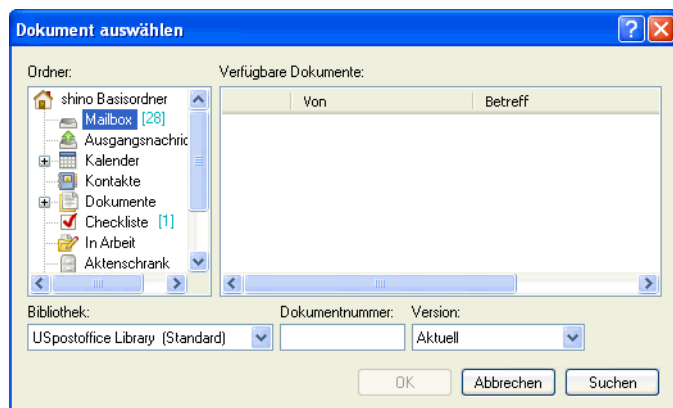 Dokument auswählen
Ordner:
Verfügbare Dokumente:
shino Basisordner
Mailbox [28]
Ausgangsnachric
Kalender
Kontakte
Dokumente
Checkliste [1]
In Arbeit
Aktenschrank
Von
Betreff
Bibliothek:
Dokumentnummer:
Version:
USpostoffice Library (Standard)
Aktuell
OK
Abbrechen
Suchen